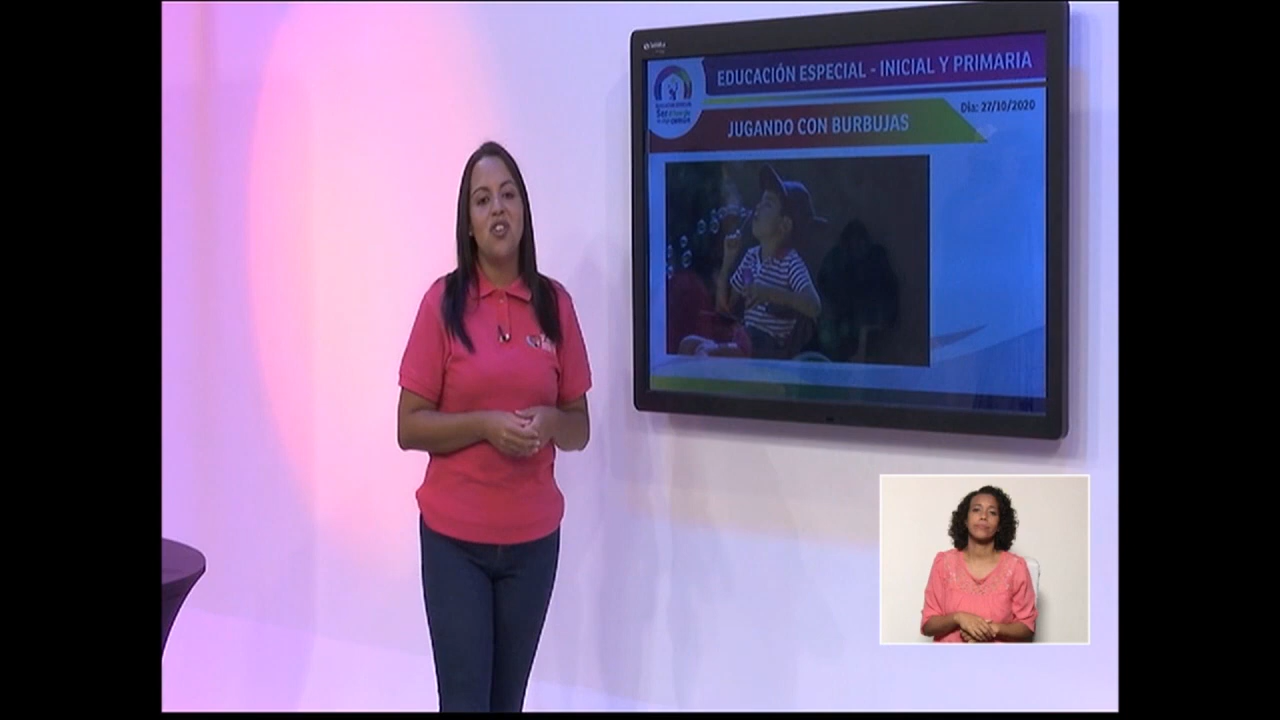 EDUCACIÓN ESPECIAL - INICIAL Y PRIMARIA
Día: 27/10/2020
JUGANDO CON BURBUJAS